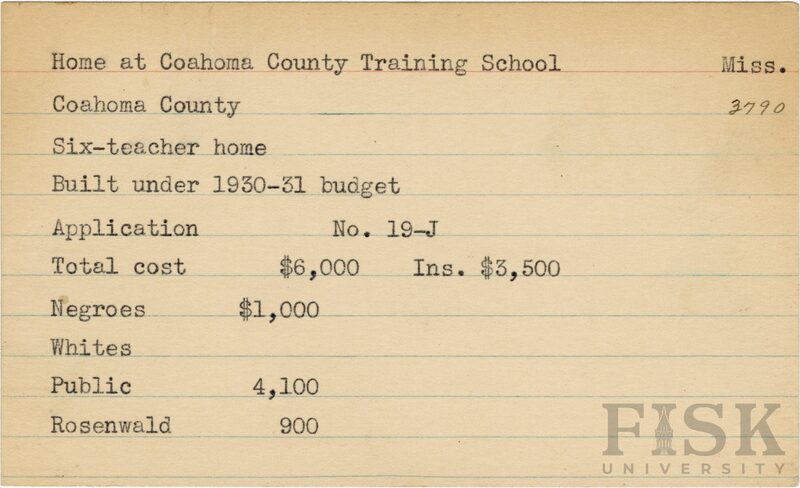 Home at Coahoma County Training School Miss.
Coahoma County 3790
Six-teacher home
Built under 1930-31 budget
Application No. 19-J
Total cost $6,000 Ins. $3,500
Negroes $1,000
Whites
Public 4,100
Rosenwald 900
FISK
UNIVERSITY